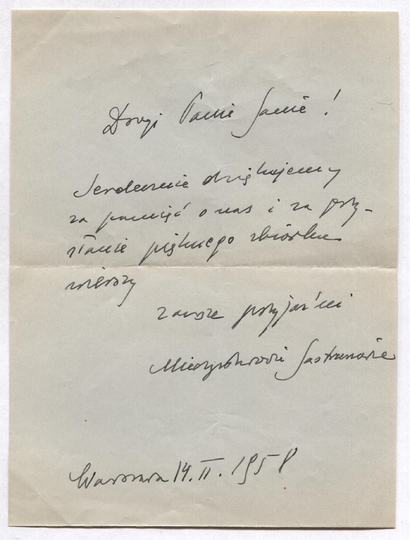 Drogi Panie Janie!
Serdecznie dziękujemy
za pamięć o nas i za przy-
słanie pięknego zbiorku
wierszy
zawsze przyjaźni
Mieczysławowie Jastrunowie
Warszawa 14.II.1958